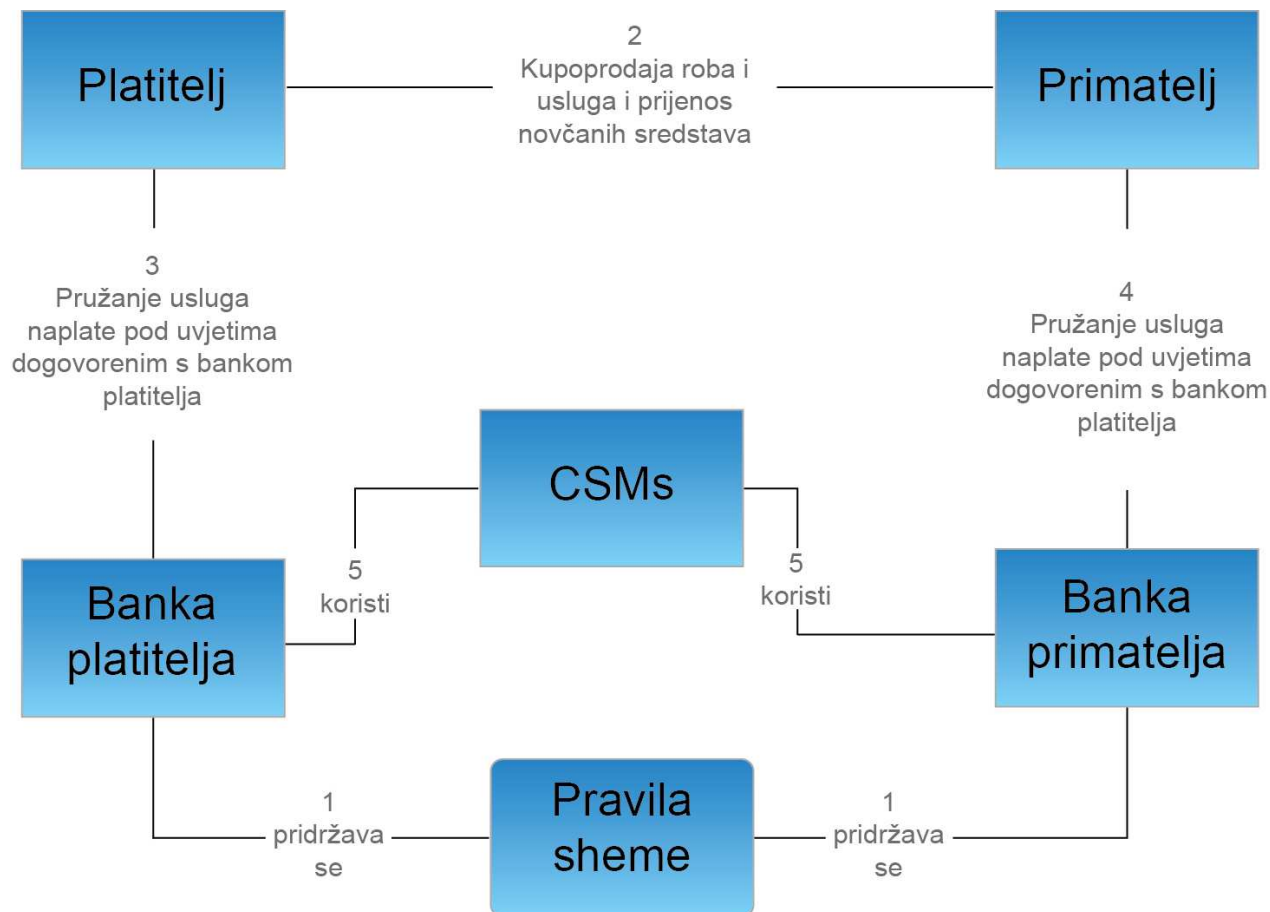 Platitelj
2
Kupoprodaja roba i
usluga i prijenos
novčanih sredstava
Primatelj
3
Pružanje usluga
naplate pod uvjetima
dogovorenim s bankom
platitelja
4
Pružanje usluga
naplate pod uvjetima
dogovorenim s bankom
platitelja
CSMs
5
koristi
5
koristi
Banka
platitelja
Banka
primatelja
1
pridržava
se
Pravila
sheme
1
pridržava
se